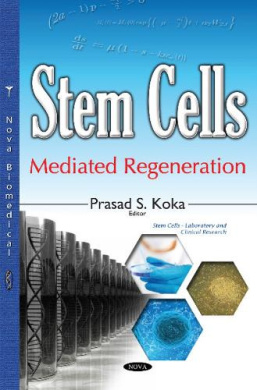 Stem Cells
Mediated Regeneration
Prasad S. Koka
Editor
Stem Cells - Laboratory and
Clinical Research
Nova Biomedical
NOVA